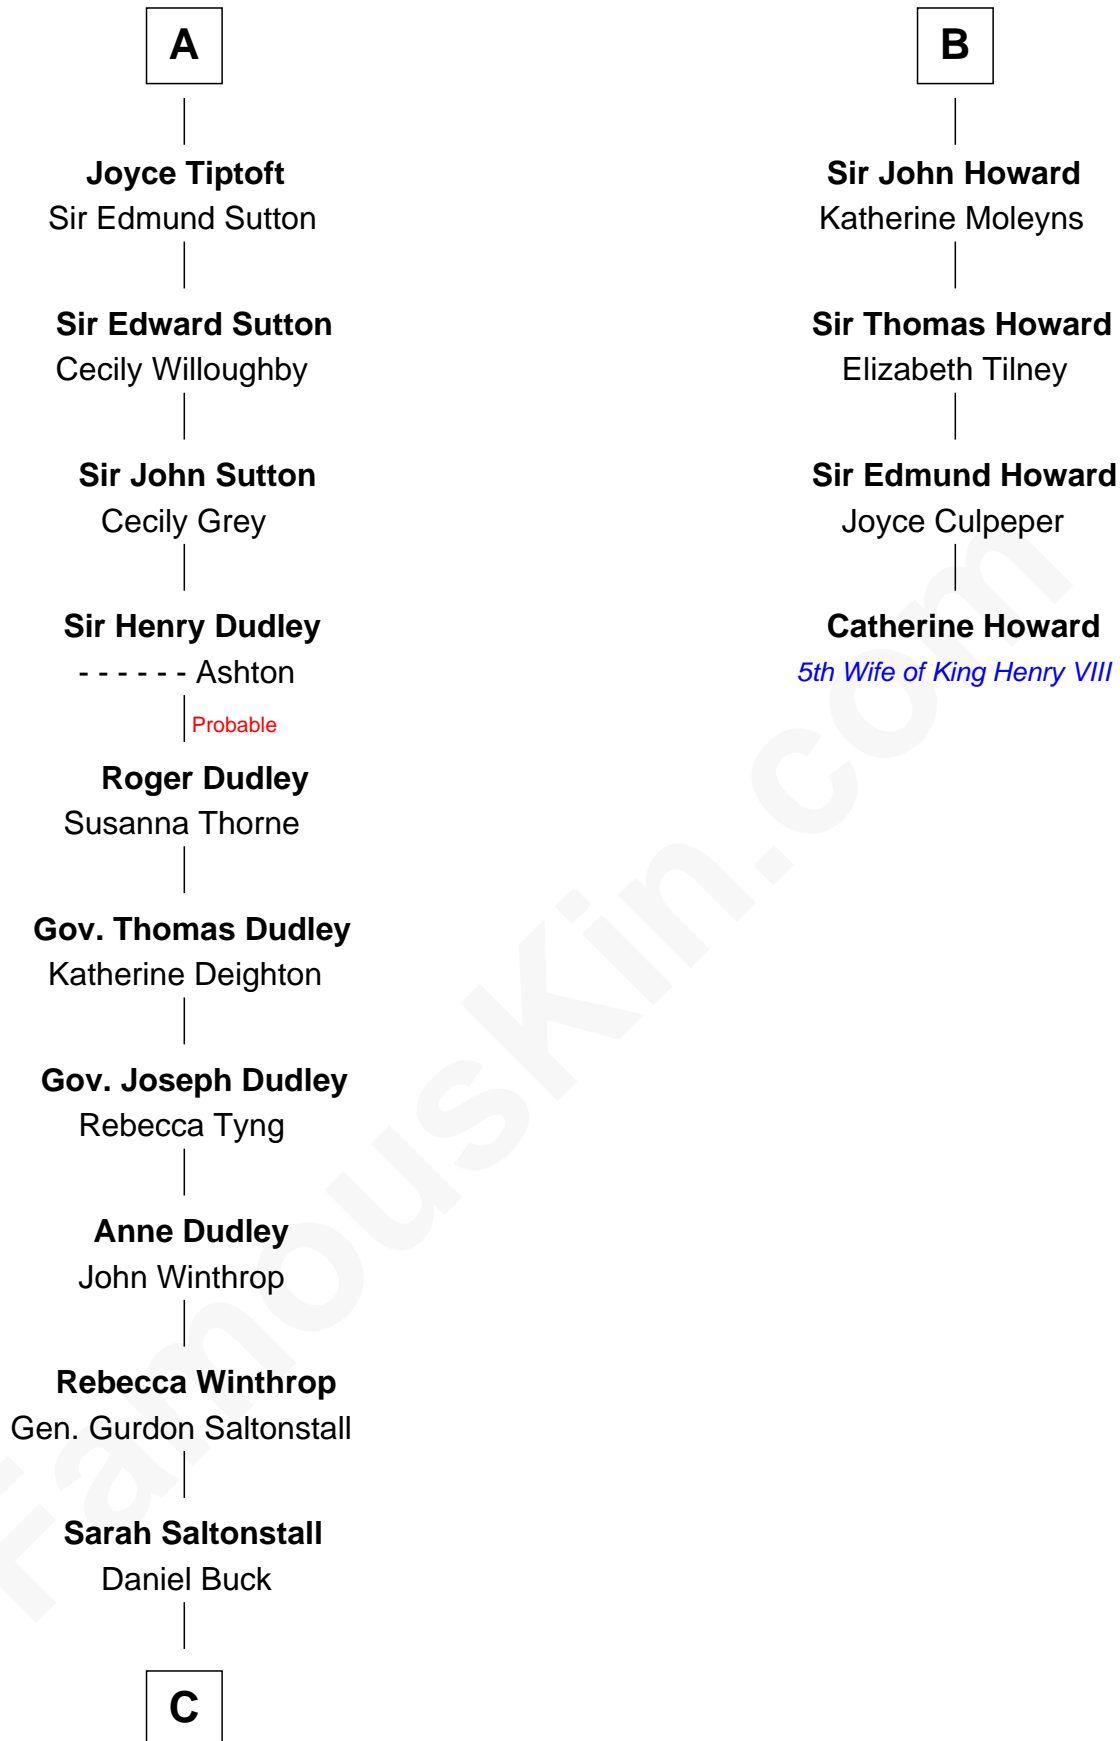 A
Joyce Tiptoft
Sir Edmund Sutton
Sir Edward Sutton
Cecily Willoughby
Sir John Sutton
Cecily Grey
Sir Henry Dudley
- - - - - - Ashton
Probable
Roger Dudley
Susanna Thorne
Gov. Thomas Dudley
Katherine Deighton
Gov. Joseph Dudley
Rebecca Tyng
Anne Dudley
John Winthrop
Rebecca Winthrop
Gen. Gurdon Saltonstall
Sarah Saltonstall
Daniel Buck
C
B
Sir John Howard
Katherine Moleyns
Sir Thomas Howard
Elizabeth Tilney
Sir Edmund Howard
Joyce Culpeper
Catherine Howard
5th Wife of King Henry VIII
FamousKin.com